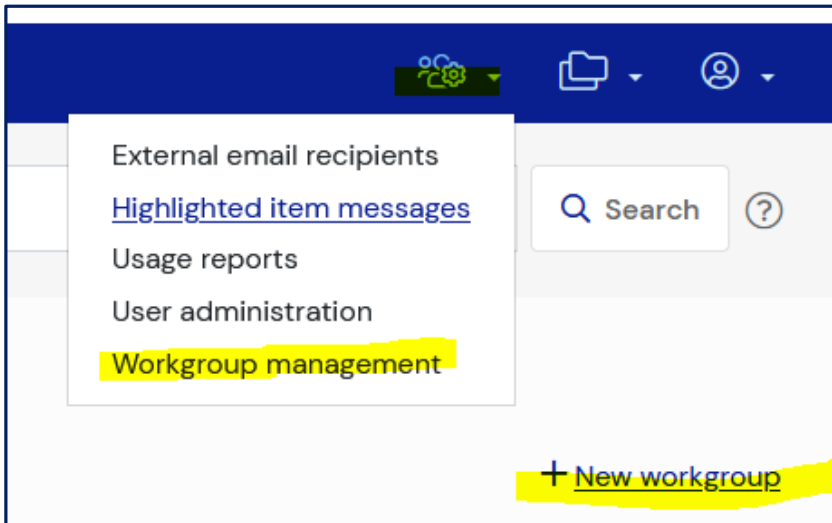 External email recipients
Highlighted item messages
Search
Usage reports
User administration
Workgroup management
+ New workgroup